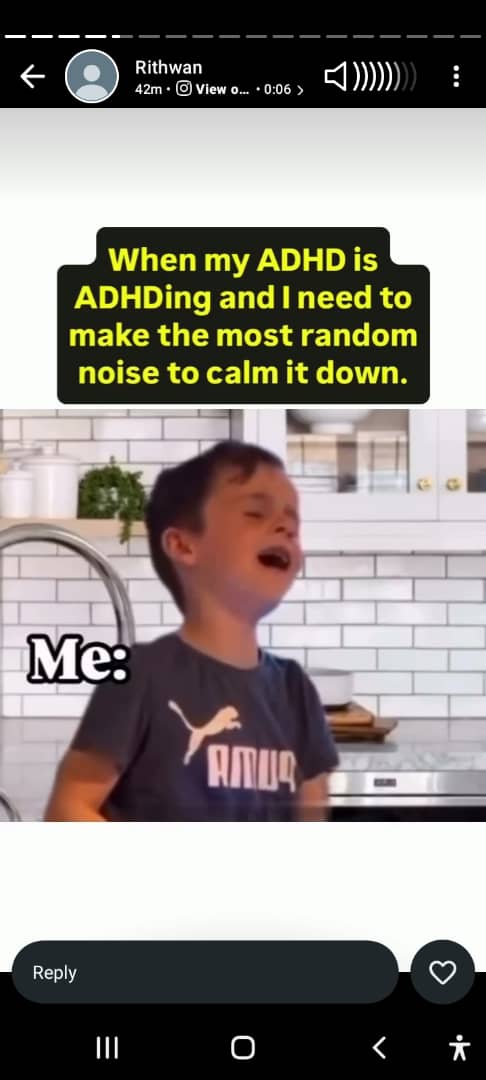 Rithwan
42m • View o... • 0:06 >
When my ADHD is
ADHDing and I need to
make the most random
noise to calm it down.
Me:
AMUP
Reply